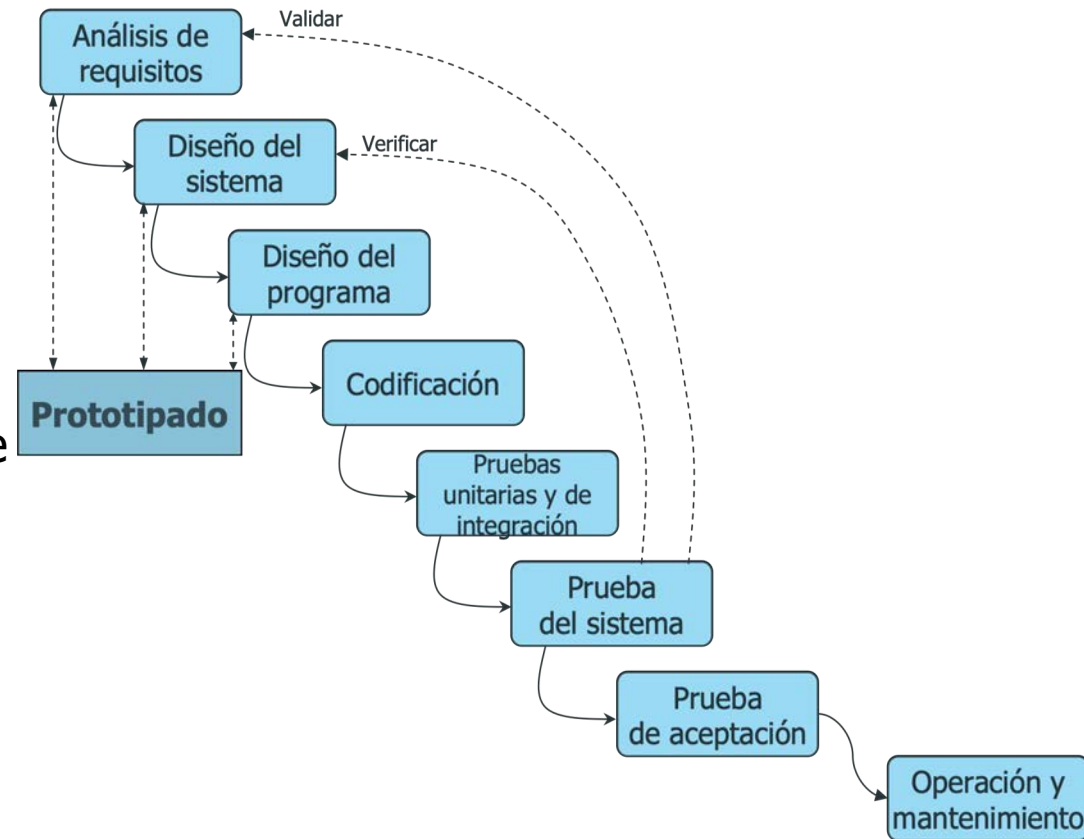 Validar
Análisis de
requisitos
Verificar
Diseño del
sistema
Diseño del
programa
Codificación
Prototipado
e
Pruebas
unitarias y de
integración
Prueba
del sistema
Prueba
de aceptación
Operación y
mantenimiento